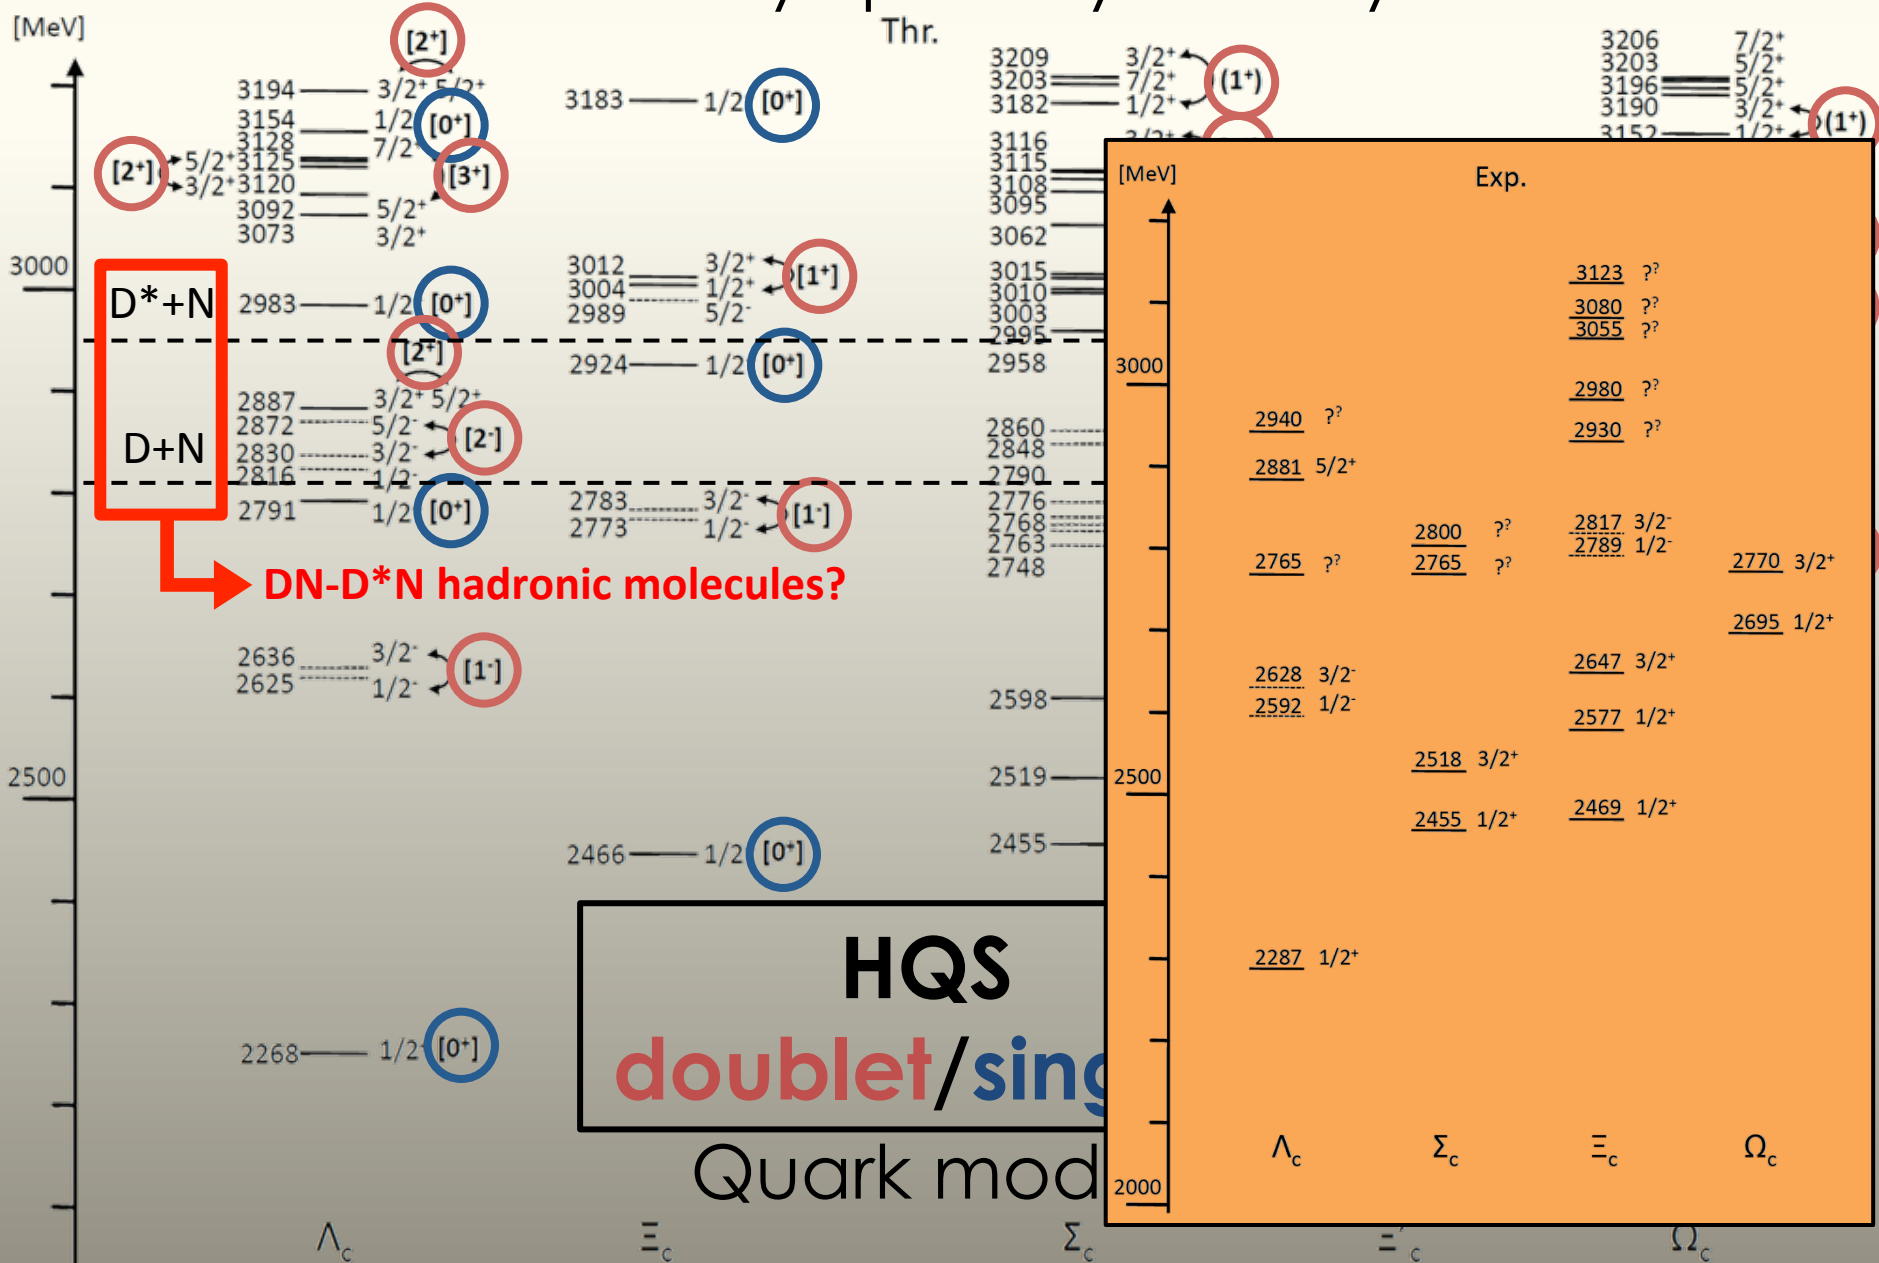 [MeV]
Thr.
[2⁺]
3194 3/2⁺ 5/2⁺
3154 1/2 [0⁺]
3128 7/2⁺
[2⁺] 5/2⁺ 3125 [3⁺]
3/2⁺ 3120
3092 5/2⁺
3073 3/2⁺
3000
D*+N
2983 1/2 [0⁺]
[2⁺]
2887 3/2⁺ 5/2⁺
2872 5/2⁻
[2⁻]
D+N
2830 3/2⁻
2816 1/2⁻
2791 1/2 [0⁺]
DN-D*N hadronic molecules?
2636 3/2⁻
[1⁻]
2625 1/2⁻
2500
2268 1/2⁺ [0⁺]
Λc
3183 1/2 [0⁺]
3012 3/2⁺
[1⁺]
3004 1/2⁺
2989 5/2⁻
2924 1/2 [0⁺]
2783 3/2⁻
[1⁻]
2773 1/2⁻
2466 1/2 [0⁺]
HQS
doublet/sing
Quark mod
Ξc
3209 3/2⁺
3203 7/2⁺ (1⁺)
3182 1/2⁺
3116 3/2⁺
3115
3108
3095
3062
3015
3010
3003
2995
2958
2860
2848
2790
2776
2768
2763
2748
2598
2519
2455
Σc
Ξ′c
3206 7/2⁺
3203 5/2⁺
3196 5/2⁺
3190 3/2⁺
(1⁺)
3152 1/2⁺
Ωc
[MeV]
Exp.
3000
2500
2000
2940 ?⁇
2881 5/2⁺
2765 ?⁇
2628 3/2⁻
2592 1/2⁻
2287 1/2⁺
Λc
2800 ?⁇
2765 ?⁇
2518 3/2⁺
2455 1/2⁺
Σc
3123 ?⁇
3080 ?⁇
3055 ?⁇
2980 ?⁇
2930 ?⁇
2817 3/2⁻
2789 1/2⁻
2647 3/2⁺
2577 1/2⁺
2469 1/2⁺
Ξc
2770 3/2⁺
2695 1/2⁺
Ωc